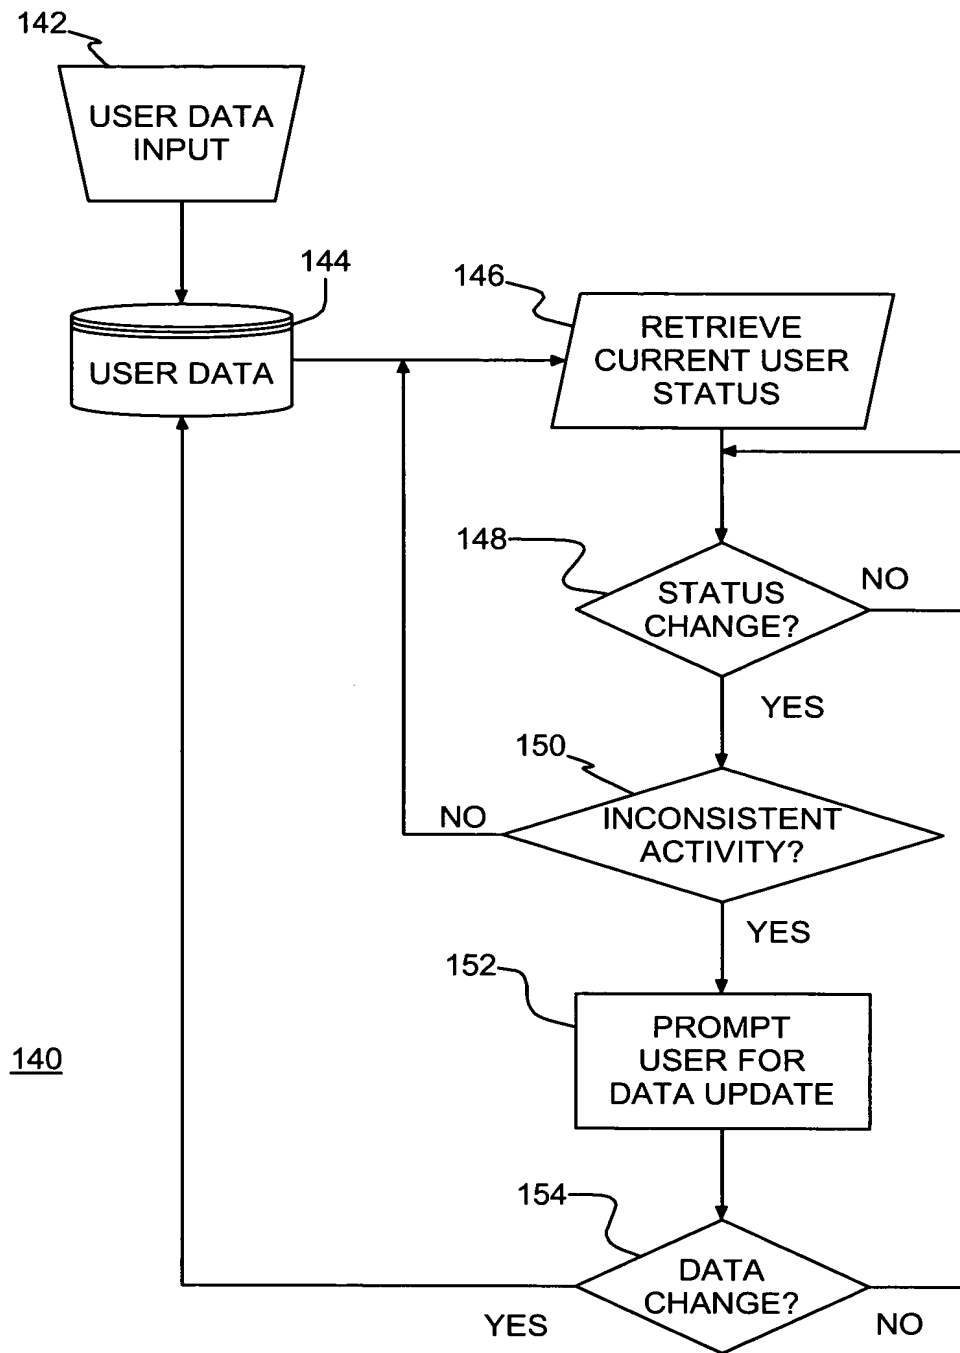 142
USER DATA
INPUT
144
USER DATA
146
RETRIEVE
CURRENT USER
STATUS
148
STATUS
CHANGE?
NO
YES
150
INCONSISTENT
ACTIVITY?
NO
YES
152
PROMPT
USER FOR
DATA UPDATE
140
154
DATA
CHANGE?
YES
NO